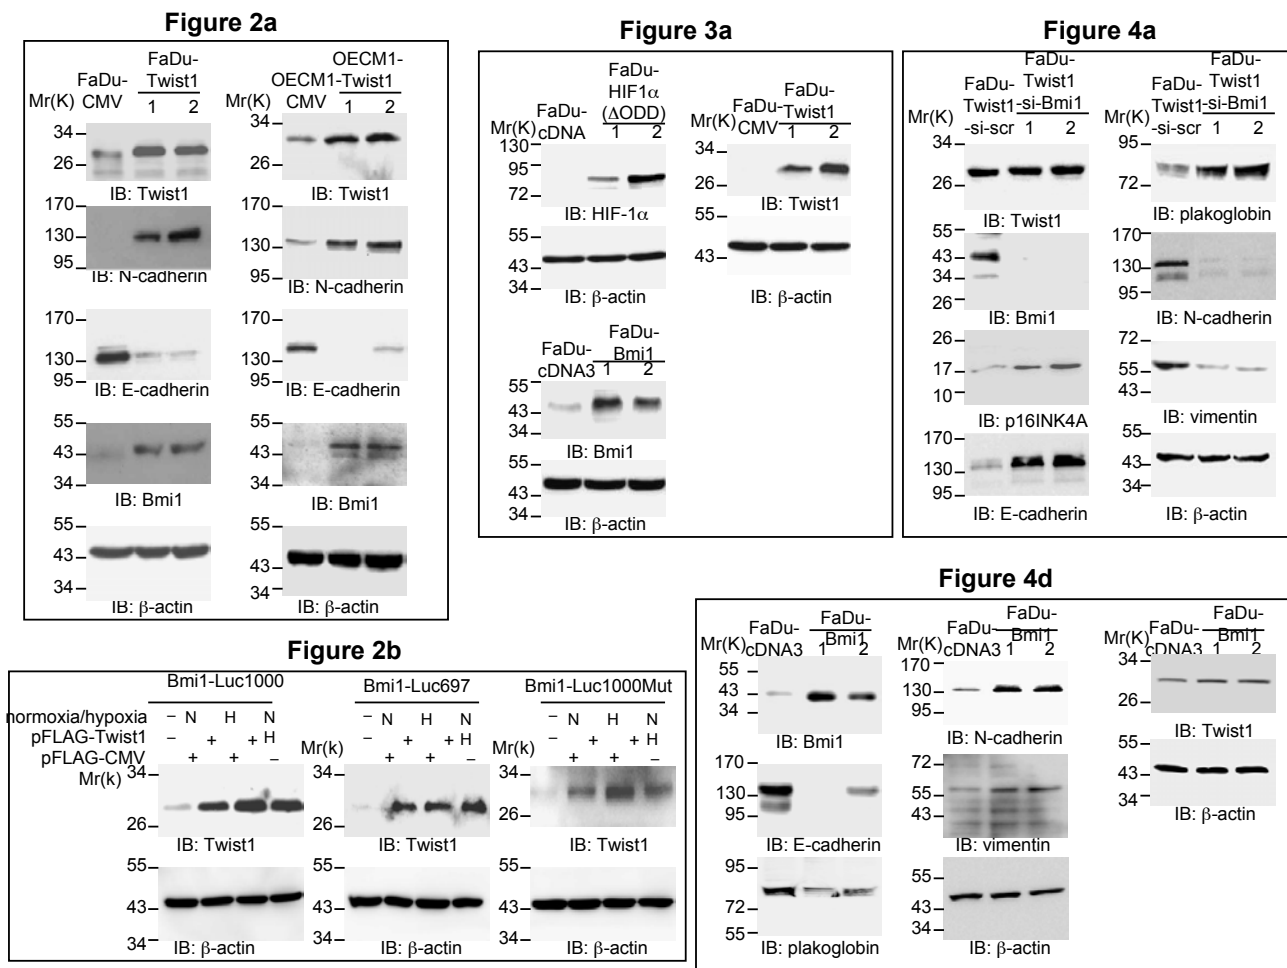 Figure 2a
FaDu-
CMV
FaDu-
Twist1
1 2
Mr(K)
34
26
IB: Twist1
170
130
95
IB: N-cadherin
170
130
95
IB: E-cadherin
55
43
34
IB: Bmi1
55
43
34
IB: β-actin
OECM1-
CMV
OECM1-
Twist1
1 2
Mr(K)
34
26
IB: Twist1
170
130
95
IB: N-cadherin
170
130
95
IB: E-cadherin
55
43
34
IB: Bmi1
55
43
34
IB: β-actin
Figure 3a
FaDu-
cDNA
FaDu-
HIF1α
(ΔODD)
1 2
Mr(K)
130
95
72
IB: HIF-1α
55
43
34
IB: β-actin
FaDu-
CMV
FaDu-
Twist1
1 2
Mr(K)
34
26
IB: Twist1
55
43
IB: β-actin
FaDu-
cDNA3
FaDu-
Bmi1
1 2
55
43
34
IB: Bmi1
55
43
34
IB: β-actin
Figure 4a
FaDu-
Twist1
-si-scr
FaDu-
Twist1
-si-Bmi1
1 2
Mr(K)
34
26
IB: Twist1
55
43
34
26
IB: Bmi1
17
10
IB: p16INK4A
170
130
95
IB: E-cadherin
FaDu-
Twist1
-si-scr
FaDu-
Twist1
-si-Bmi1
1 2
Mr(K)
95
72
IB: plakoglobin
170
130
95
IB: N-cadherin
72
55
43
IB: vimentin
55
43
34
IB: β-actin
Figure 2b
Bmi1-Luc1000 Bmi1-Luc697 Bmi1-Luc1000Mut
normoxia/hypoxia – N H N – N H N – N H N
pFLAG-Twist1 – + + H + + H + + H
pFLAG-CMV + + – + + – + + –
Mr(k) Mr(k) Mr(k)
34 34 34
26 26 26
IB: Twist1 IB: Twist1 IB: Twist1
55 55 55
43 43 43
34 34 34
IB: β-actin IB: β-actin IB: β-actin
Figure 4d
FaDu-
cDNA3
FaDu-
Bmi1
1 2
Mr(K)
55
43
34
IB: Bmi1
170
130
95
IB: E-cadherin
95
72
55
IB: plakoglobin
FaDu-
cDNA3
FaDu-
Bmi1
1 2
Mr(K)
170
130
95
IB: N-cadherin
72
55
43
IB: vimentin
55
43
34
IB: β-actin
FaDu-
cDNA3
FaDu-
Bmi1
1 2
Mr(K)
34
26
IB: Twist1
55
43
34
IB: β-actin